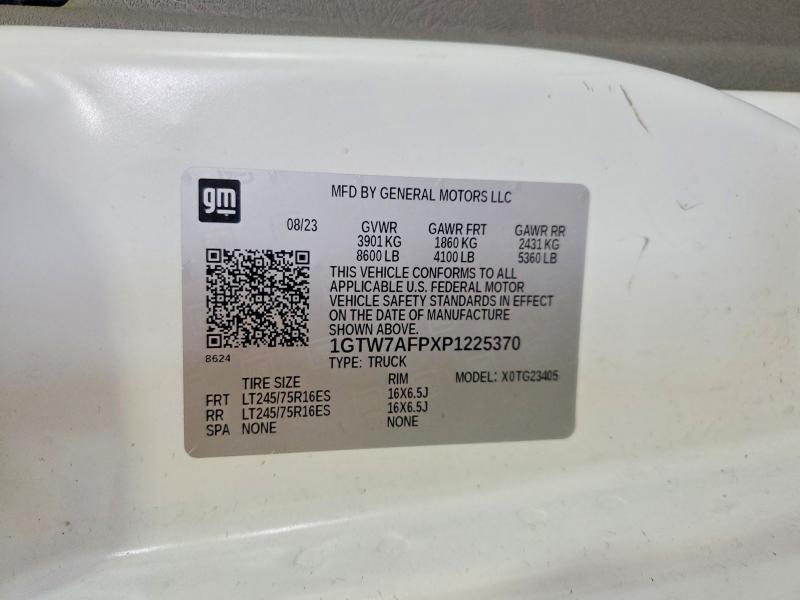 gm
MFD BY GENERAL MOTORS LLC
08/23 GVWR GAWR FRT GAWR RR
3901 KG 1860 KG 2431 KG
8600 LB 4100 LB 5360 LB
THIS VEHICLE CONFORMS TO ALL
APPLICABLE U.S. FEDERAL MOTOR
VEHICLE SAFETY STANDARDS IN EFFECT
ON THE DATE OF MANUFACTURE
SHOWN ABOVE.
8624
1GTW7AFPXP1225370
TYPE: TRUCK
TIRE SIZE RIM MODEL: X0TG23405
FRT LT245/75R16ES 16X6.5J
RR LT245/75R16ES 16X6.5J
SPA NONE NONE